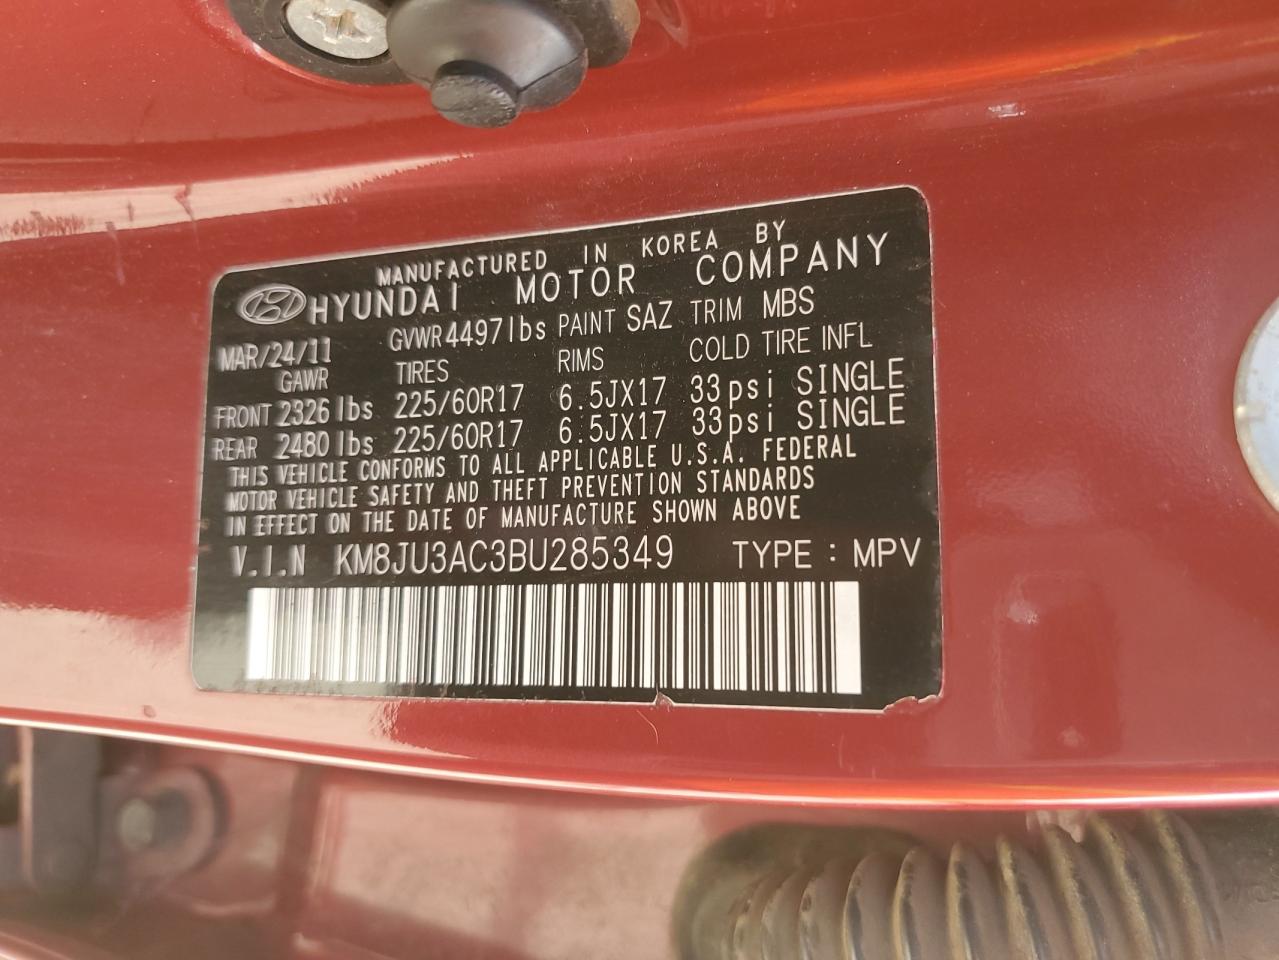 MANUFACTURED IN KOREA BY
HYUNDAI MOTOR COMPANY
MAR/24/11 GVWR 4497lbs PAINT SAZ TRIM MBS
GAWR TIRES RIMS COLD TIRE INFL
FRONT 2326 lbs 225/60R17 6.5JX17 33psi SINGLE
REAR 2480 lbs 225/60R17 6.5JX17 33psi SINGLE
THIS VEHICLE CONFORMS TO ALL APPLICABLE U.S.A. FEDERAL
MOTOR VEHICLE SAFETY AND THEFT PREVENTION STANDARDS
IN EFFECT ON THE DATE OF MANUFACTURE SHOWN ABOVE
V.I.N KM8JU3AC3BU285349 TYPE : MPV